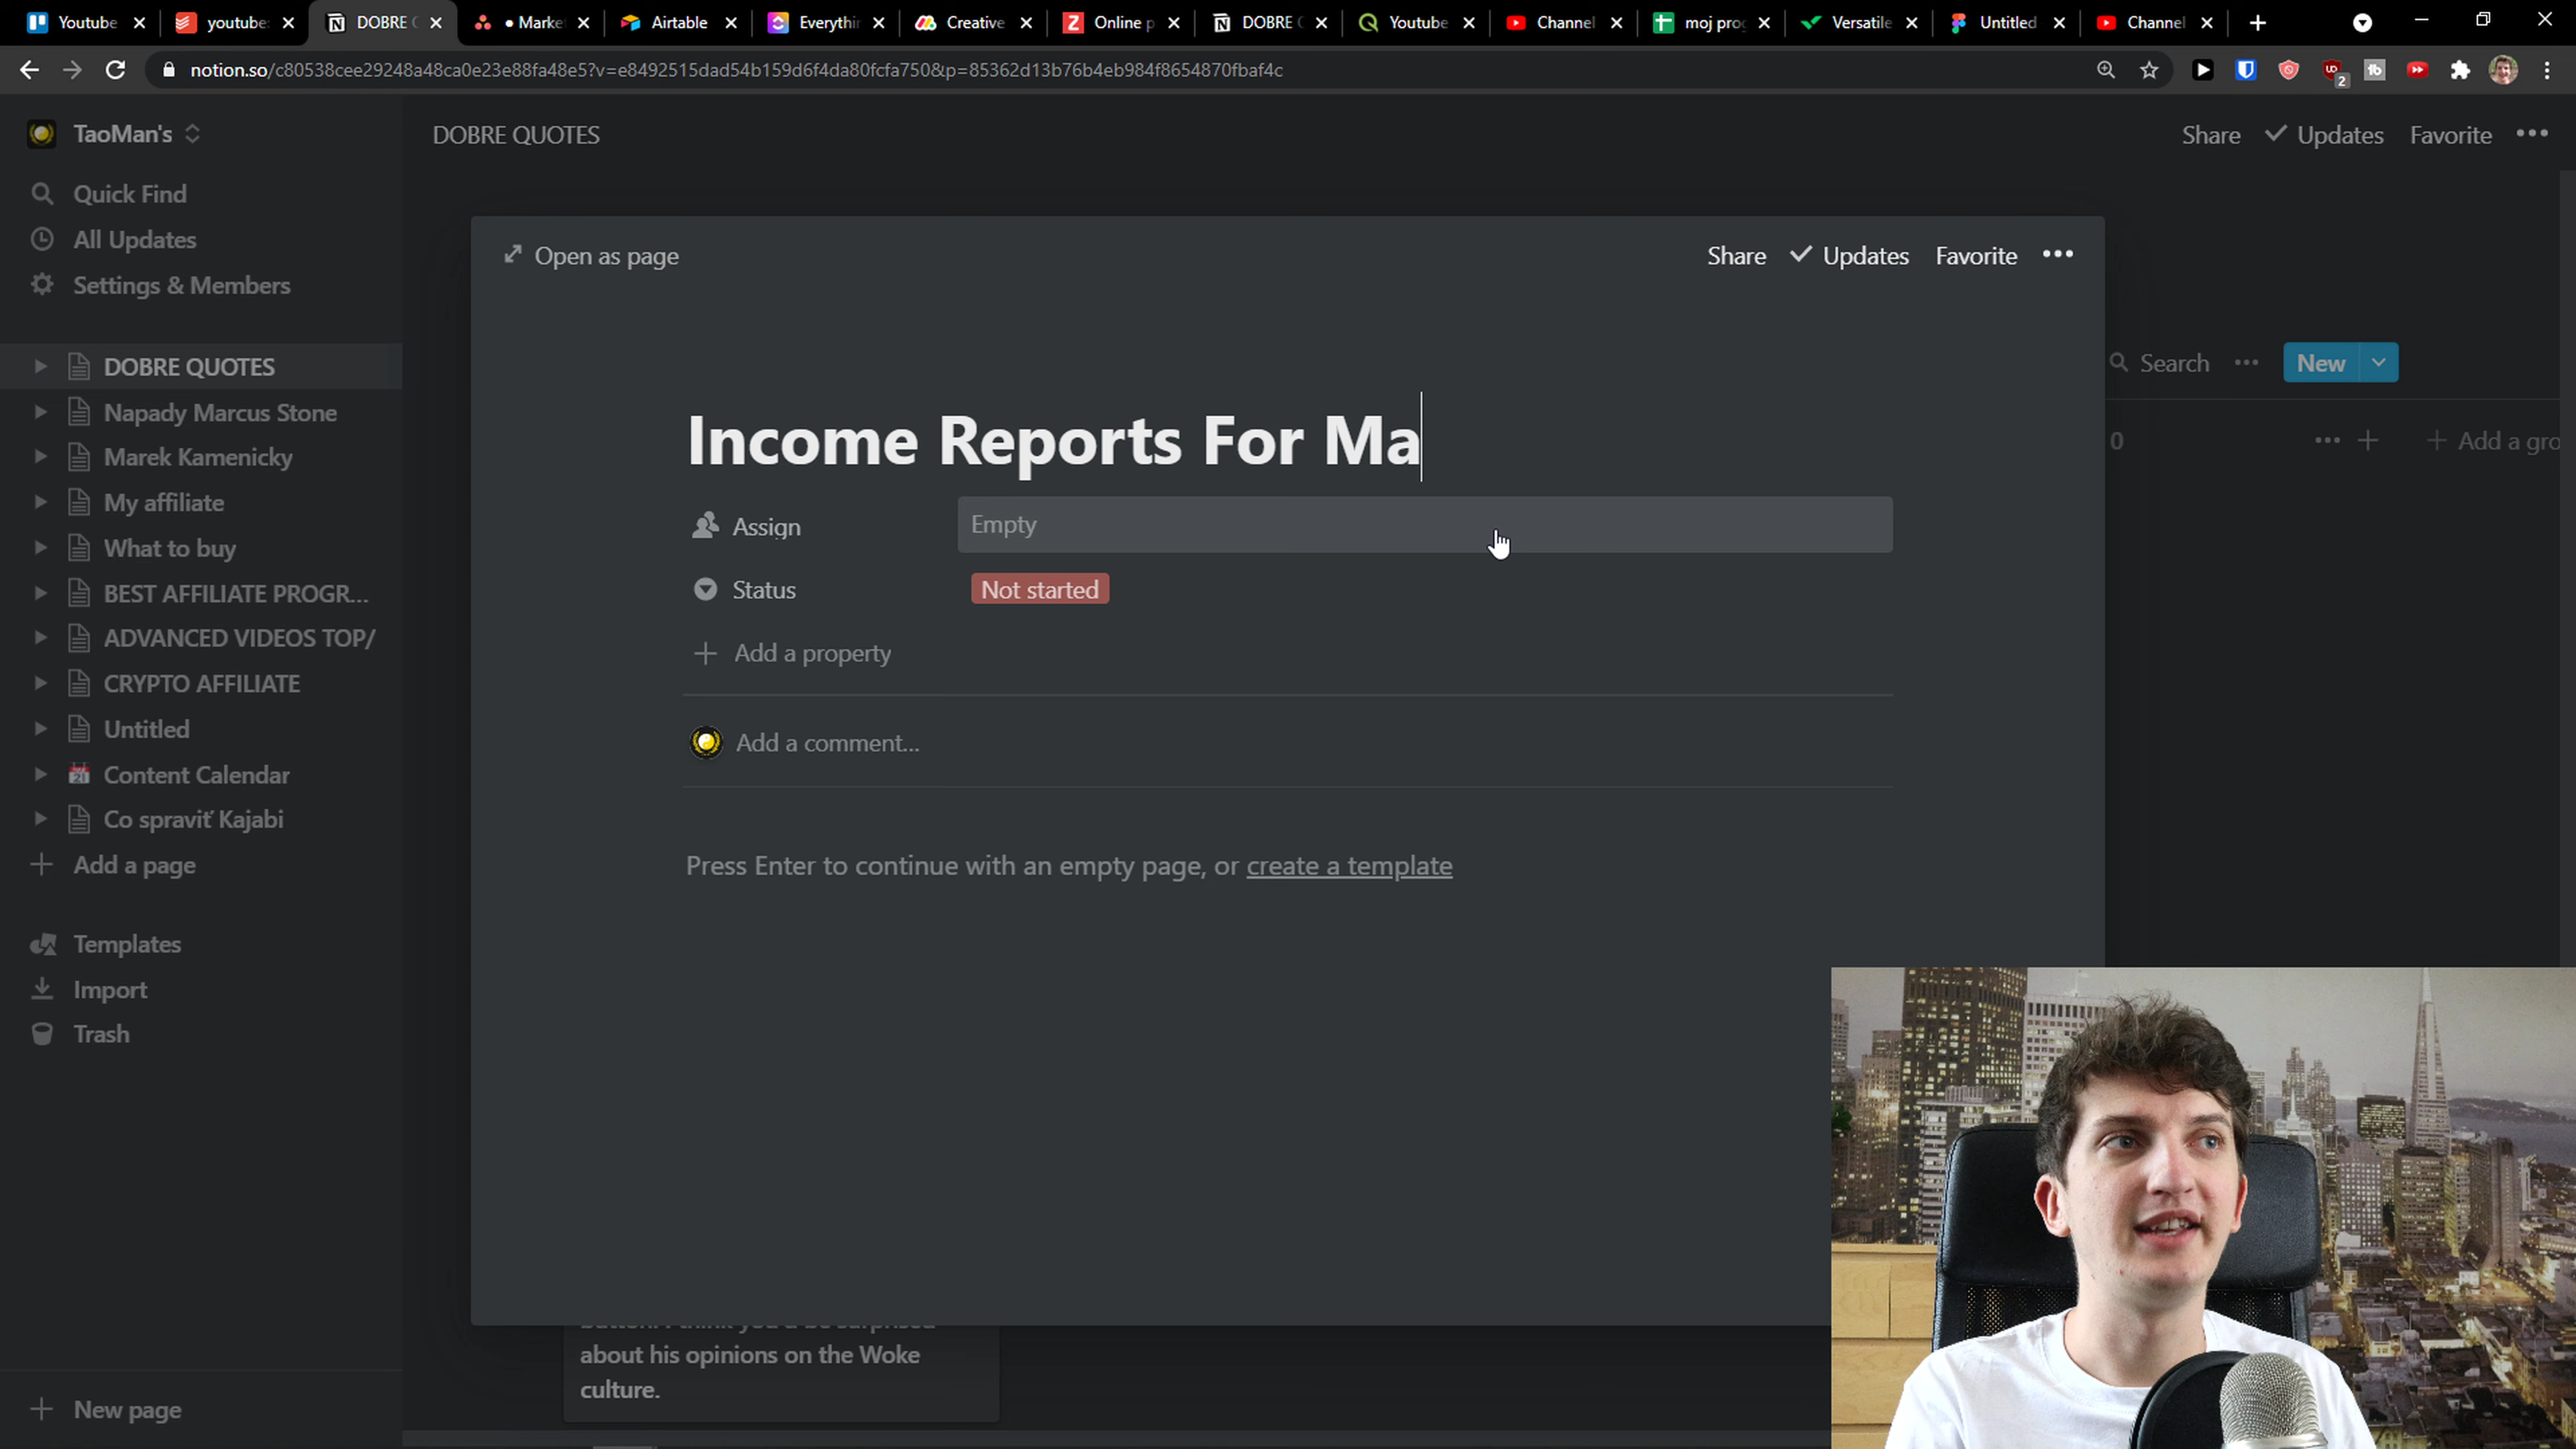 Youtube
youtube:
DOBRE
Marke
Airtable
Everythi
Creative
Online p
DOBRE
Youtube
Channel
moj pro
Versatile
Untitled
Channel
notion.so/c80538cee29248a48ca0e23e88fa48e5?v=e8492515dad54b159d6f4da80fcfa750&p=85362d13b76b4eb984f8654870fbaf4c
2
TaoMan's
DOBRE QUOTES
Share
Updates
Favorite
Quick Find
All Updates
Settings & Members
DOBRE QUOTES
Napady Marcus Stone
Marek Kamenicky
My affiliate
What to buy
BEST AFFILIATE PROGR...
ADVANCED VIDEOS TOP/
CRYPTO AFFILIATE
Untitled
Content Calendar
Co spraviť Kajabi
Add a page
Templates
Import
Trash
New page
Open as page
Share
Updates
Favorite
Search
New
0
Add a gro
Income Reports For Ma
Assign
Empty
Status
Not started
Add a property
Add a comment...
Press Enter to continue with an empty page, or create a template
about his opinions on the Woke
culture.